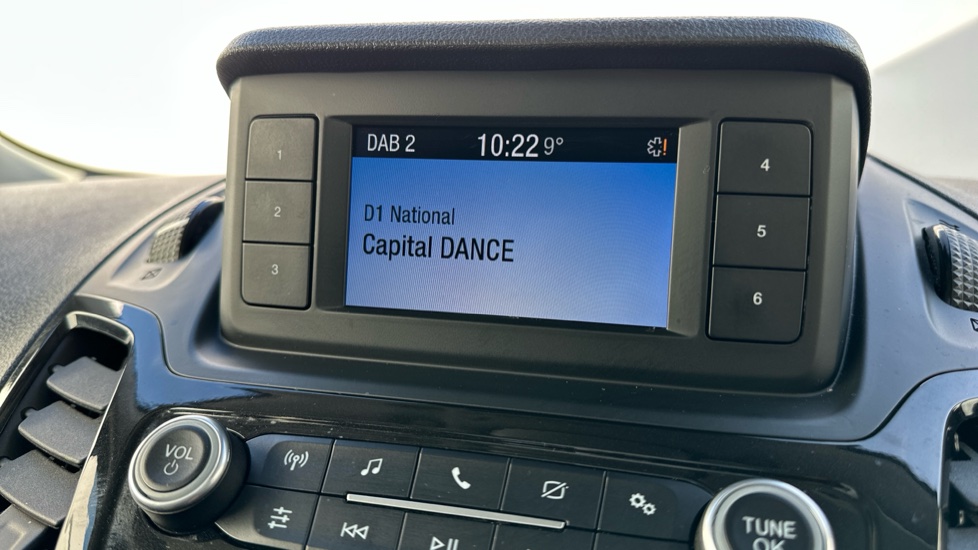 DAB 2 10:22 9° !
D1 National
Capital DANCE
1
2
3
4
5
6
VOL
TUNE
OK